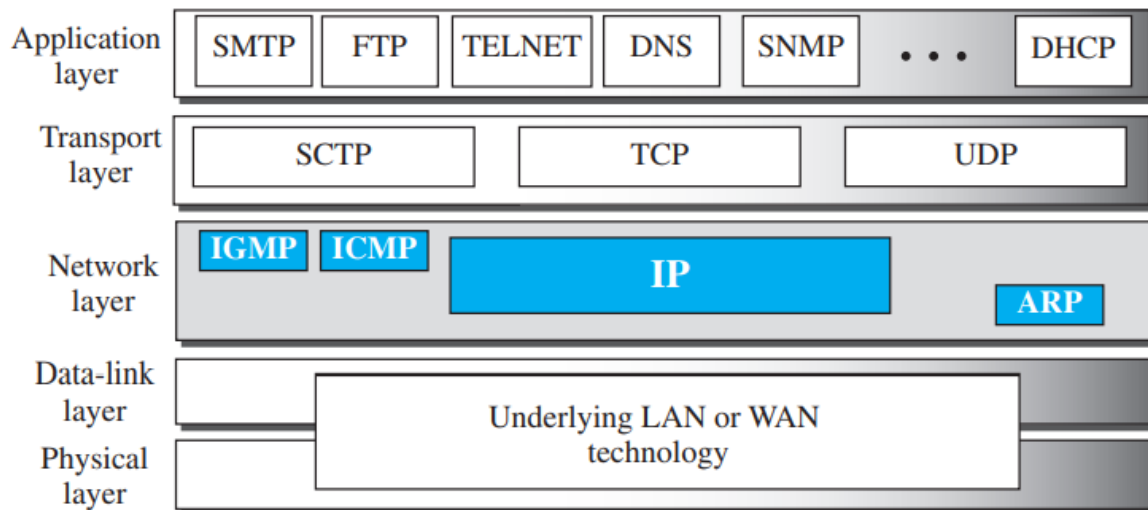 Application
layer
SMTP FTP TELNET DNS SNMP • • • DHCP
Transport
layer
SCTP TCP UDP
Network
layer
IGMP ICMP IP ARP
Data-link
layer
Underlying LAN or WAN
technology
Physical
layer